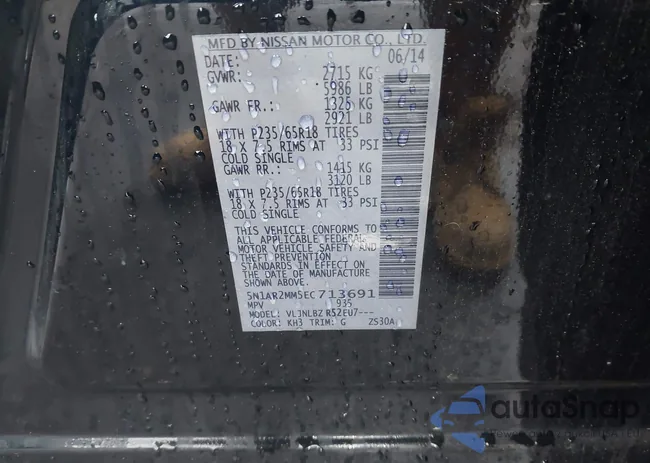 MFD BY NISSAN MOTOR CO., LTD.
DATE: 06/14
GVWR: 2715 KG
5986 LB
GAWR FR.: 1325 KG
2921 LB
WITH P235/65R18 TIRES
18 X 7.5 RIMS AT 33 PSI
COLD SINGLE
GAWR RR.: 1415 KG
3120 LB
WITH P235/65R18 TIRES
18 X 7.5 RIMS AT 33 PSI
COLD SINGLE
THIS VEHICLE CONFORMS TO
ALL APPLICABLE FEDERAL
MOTOR VEHICLE SAFETY AND
THEFT PREVENTION
STANDARDS IN EFFECT ON
THE DATE OF MANUFACTURE
SHOWN ABOVE.
5N1AR2MM5EC713691
MPV 935
MODEL: VLJNLBZ R52EU7---
COLOR: KH3 TRIM: G ZS30A
autoSnap